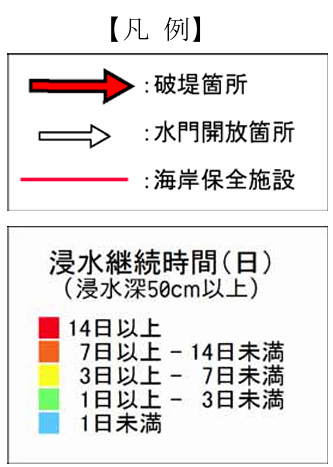 【凡 例】
:破堤箇所
:水門開放箇所
:海岸保全施設
浸水継続時間(日)
(浸水深50cm以上)
14日以上
7日以上 - 14日未満
3日以上 - 7日未満
1日以上 - 3日未満
1日未満